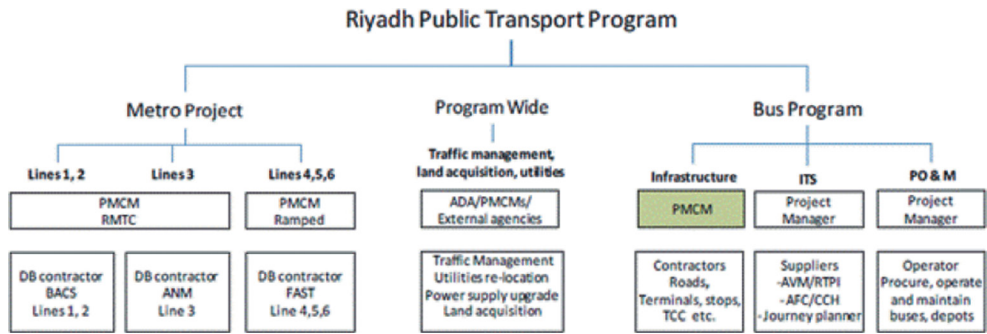 Riyadh Public Transport Program
Metro Project
Program Wide
Bus Program
Traffic management,
land acquisition, utilities
Lines 1, 2
Lines 3
Lines 4,5,6
Infrastructure
ITS
PO & M
PMCM
RMTC
PMCM
Ramped
ADA/PMCMs/
External agencies
PMCM
Project
Manager
Project
Manager
DB contractor
BACS
Lines 1, 2
DB contractor
ANM
Line 3
DB contractor
FAST
Line 4,5,6
Traffic Management
Utilities re-location
Power supply upgrade
Land acquisition
Contractors
Roads,
Terminals, stops,
TCC etc.
Suppliers
-AVM/RTPI
-AFC/CCH
-Journey planner
Operator
Procure, operate
and maintain
buses, depots